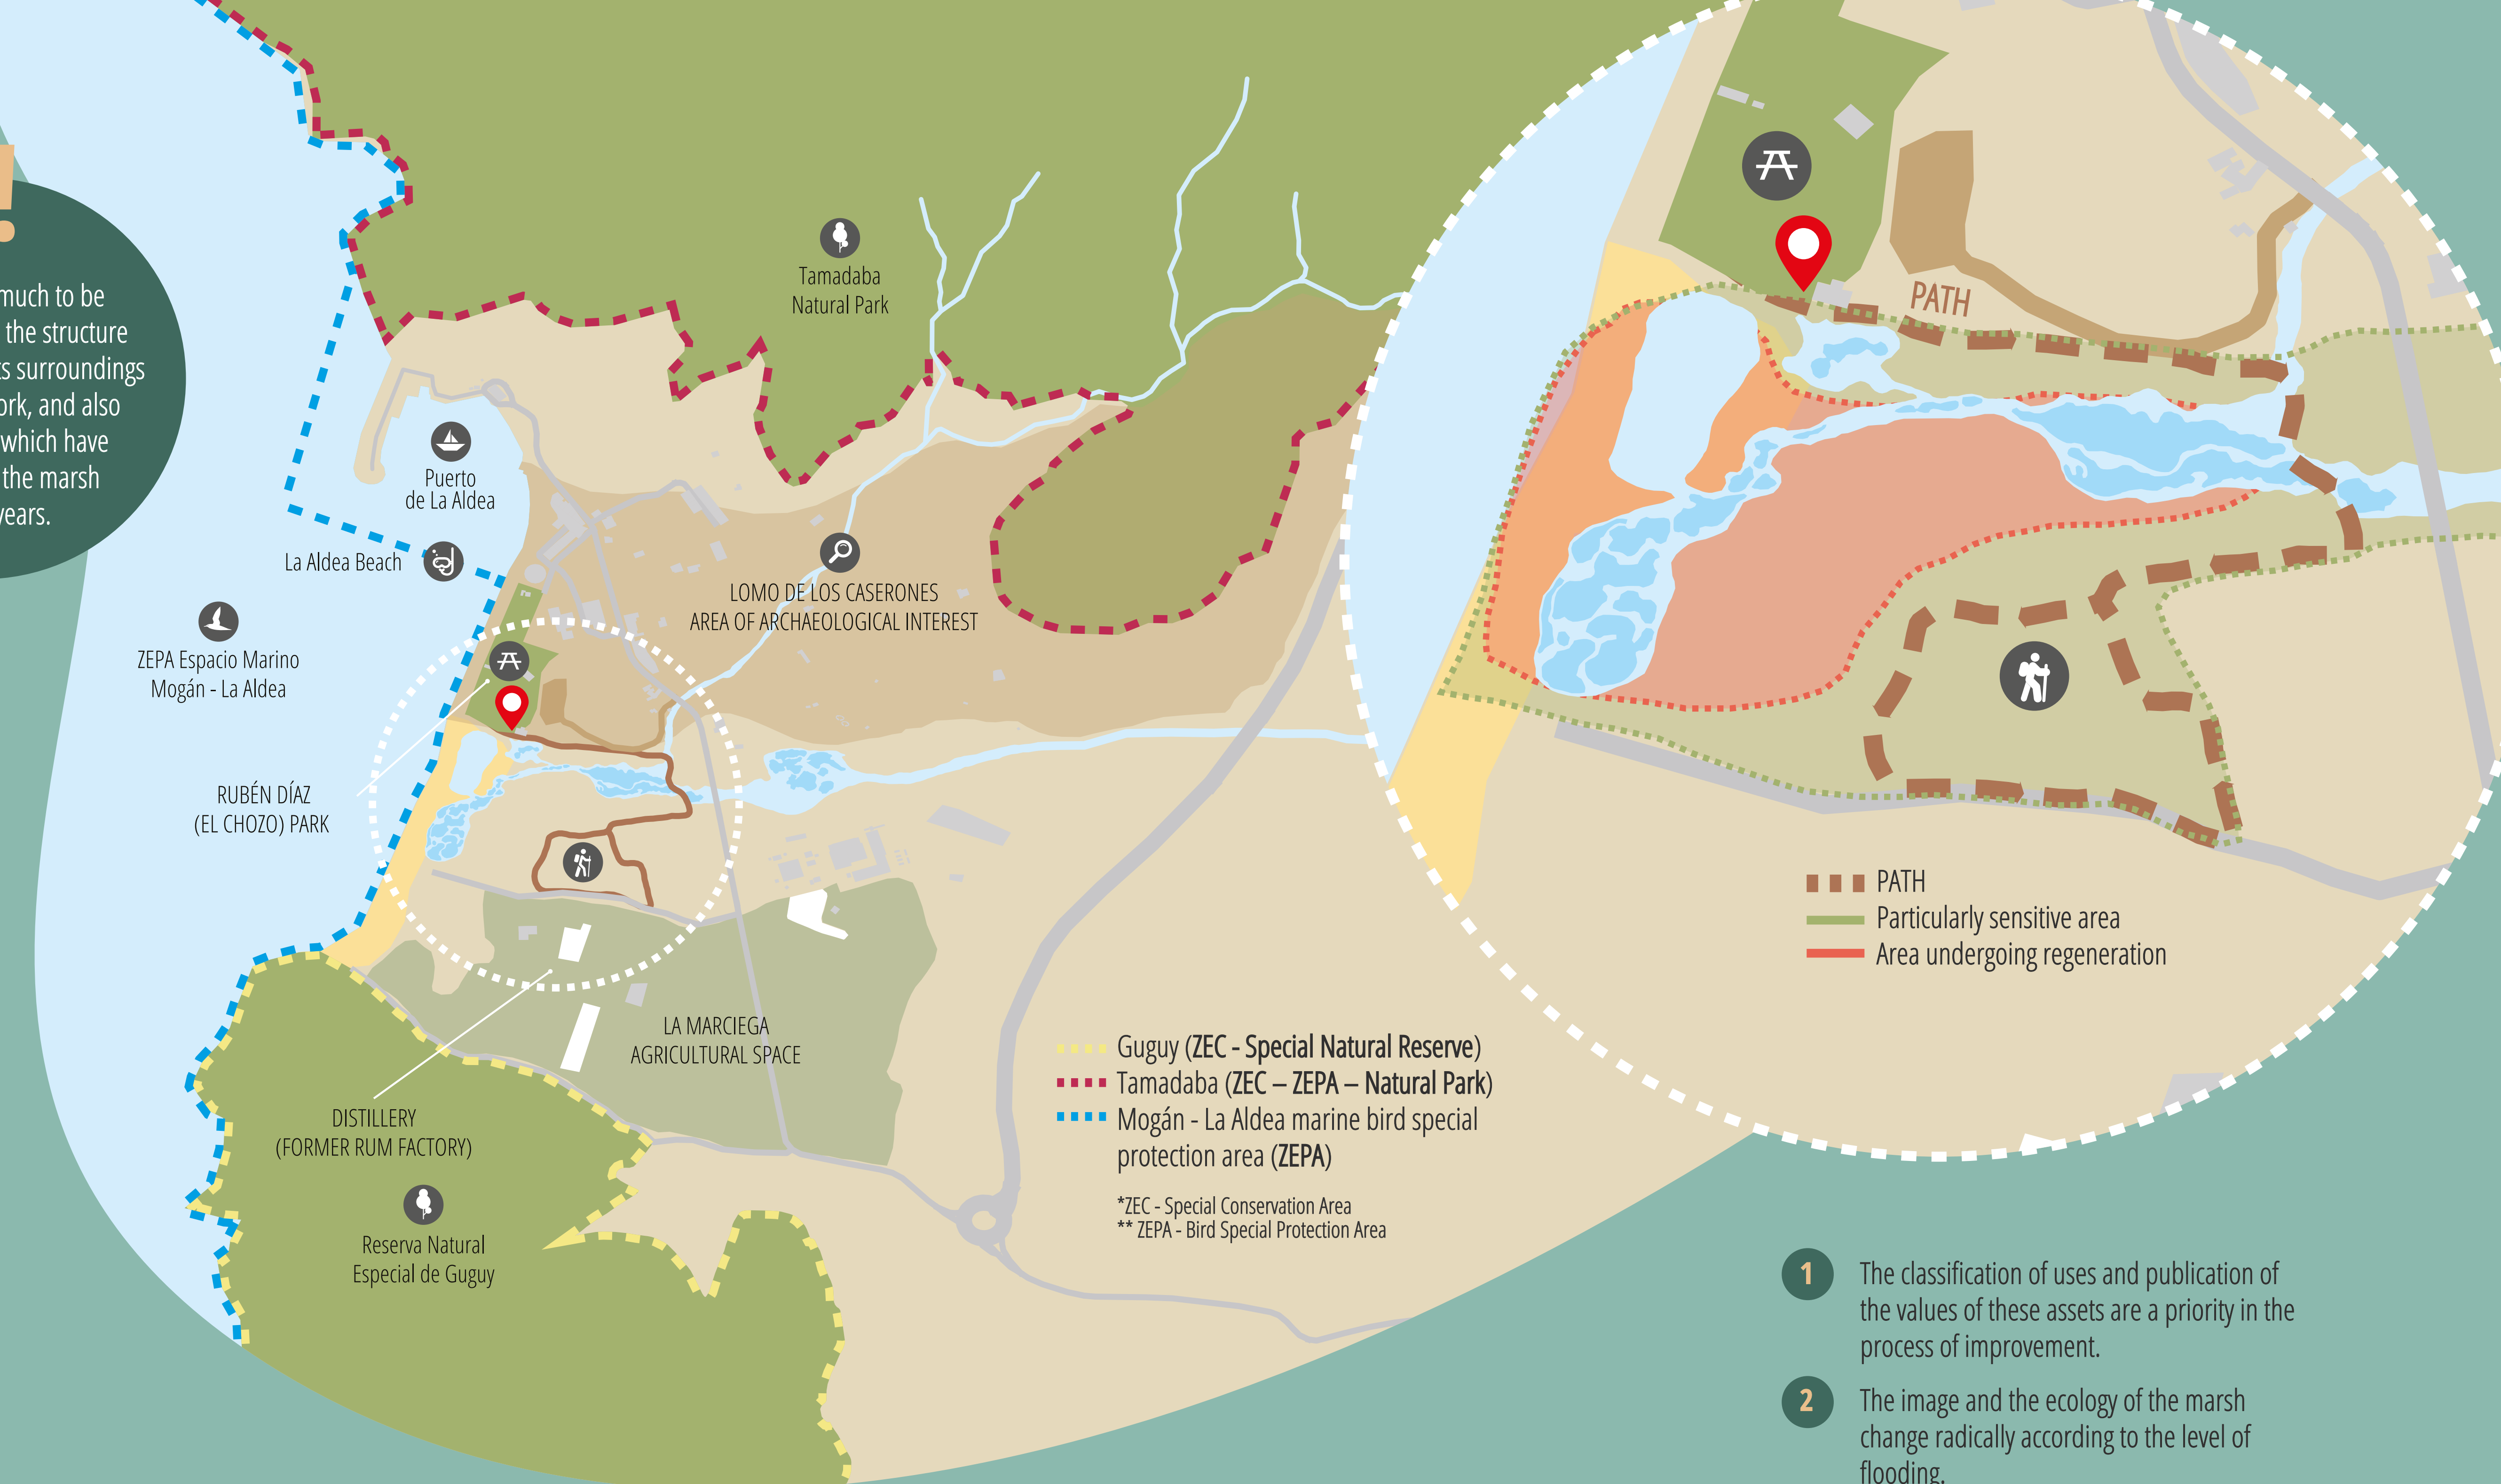 !
much to be
the structure
surroundings
and also
which have
the marsh
years.
Tamadaba
Natural Park
Puerto
de La Aldea
La Aldea Beach
LOMO DE LOS CASERONES
AREA OF ARCHAEOLOGICAL INTEREST
ZEPA Espacio Marino
Mogán - La Aldea
RUBÉN DÍAZ
(EL CHOZO) PARK
LA MARCIEGA
AGRICULTURAL SPACE
DISTILLERY
(FORMER RUM FACTORY)
Reserva Natural
Especial de Guguy
Guguy (ZEC - Special Natural Reserve)
Tamadaba (ZEC – ZEPA – Natural Park)
Mogán - La Aldea marine bird special
protection area (ZEPA)
*ZEC - Special Conservation Area
** ZEPA - Bird Special Protection Area
PATH
PATH
Particularly sensitive area
Area undergoing regeneration
1 The classification of uses and publication of
the values of these assets are a priority in the
process of improvement.
2 The image and the ecology of the marsh
change radically according to the level of
flooding.